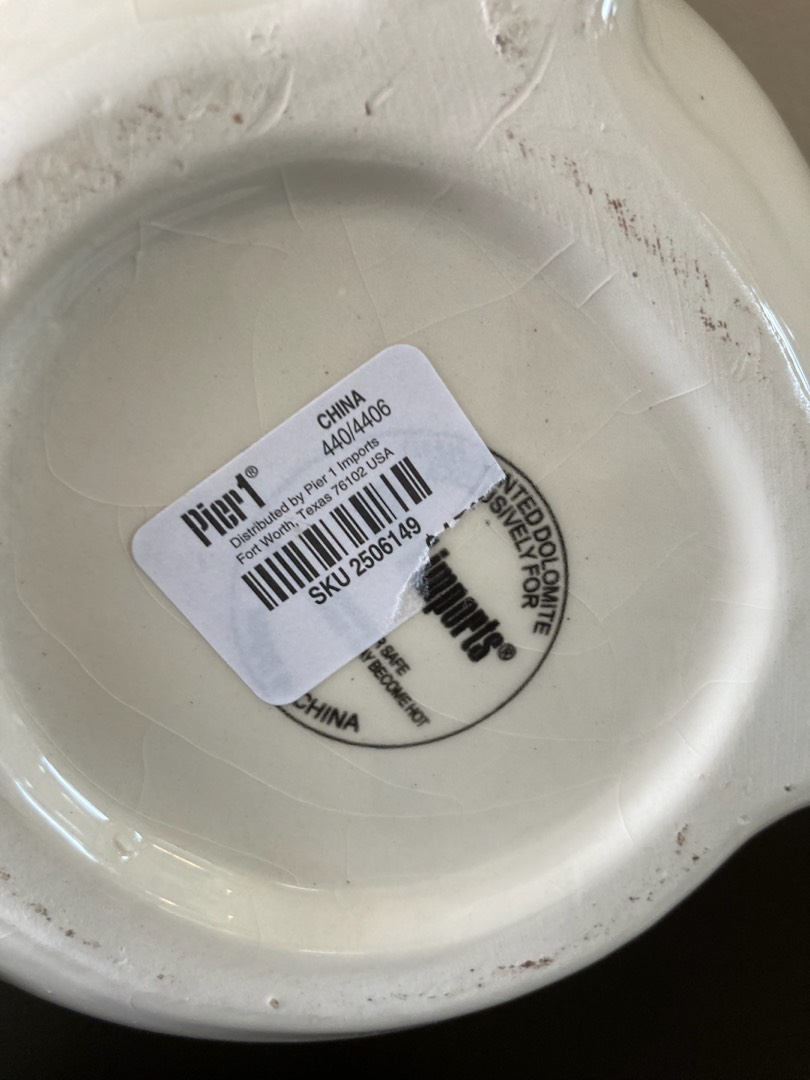 CHINA
440/4406
Pier1®
Distributed by Pier 1 Imports
Fort Worth, Texas 76102 USA
SKU 2506149
NTED DOLOMITE
SIVELY FOR
imports®
R SAFE
AY BECOME HOT
CHINA